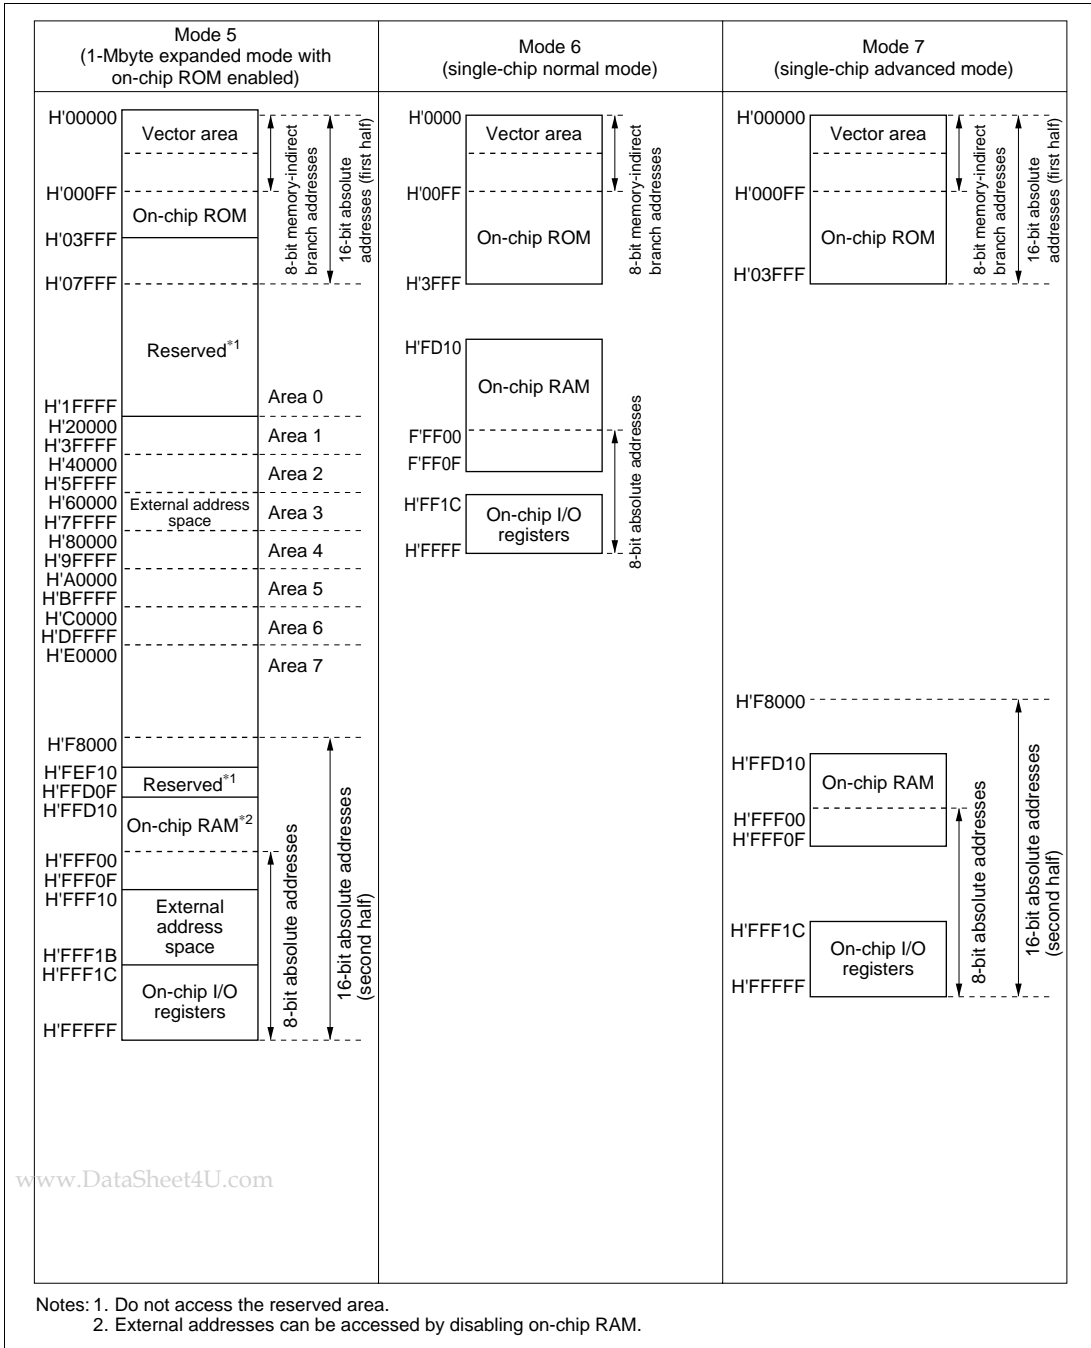 Mode 5
(1-Mbyte expanded mode with
on-chip ROM enabled)
H'00000
Vector area
H'000FF
On-chip ROM
H'03FFF
H'07FFF
8-bit memory-indirect
branch addresses
16-bit absolute
addresses (first half)
Reserved*1
H'1FFFF
Area 0
H'20000
Area 1
H'3FFFF
H'40000
Area 2
H'5FFFF
H'60000
External address
space
Area 3
H'7FFFF
H'80000
Area 4
H'9FFFF
H'A0000
Area 5
H'BFFFF
H'C0000
Area 6
H'DFFFF
H'E0000
Area 7
H'F8000
H'FEF10
Reserved*1
H'FFD0F
H'FFD10
On-chip RAM*2
H'FFF00
H'FFF0F
H'FFF10
External
address
space
H'FFF1B
H'FFF1C
On-chip I/O
registers
H'FFFFF
8-bit absolute addresses
16-bit absolute addresses
(second half)
Mode 6
(single-chip normal mode)
H'0000
Vector area
H'00FF
On-chip ROM
H'3FFF
8-bit memory-indirect
branch addresses
H'FD10
On-chip RAM
F'FF00
F'FF0F
H'FF1C
On-chip I/O
registers
H'FFFF
8-bit absolute addresses
Mode 7
(single-chip advanced mode)
H'00000
Vector area
H'000FF
On-chip ROM
H'03FFF
8-bit memory-indirect
branch addresses
16-bit absolute
addresses (first half)
H'F8000
H'FFD10
On-chip RAM
H'FFF00
H'FFF0F
H'FFF1C
On-chip I/O
registers
H'FFFFF
8-bit absolute addresses
16-bit absolute addresses
(second half)
www.DataSheet4U.com
Notes: 1. Do not access the reserved area.
2. External addresses can be accessed by disabling on-chip RAM.